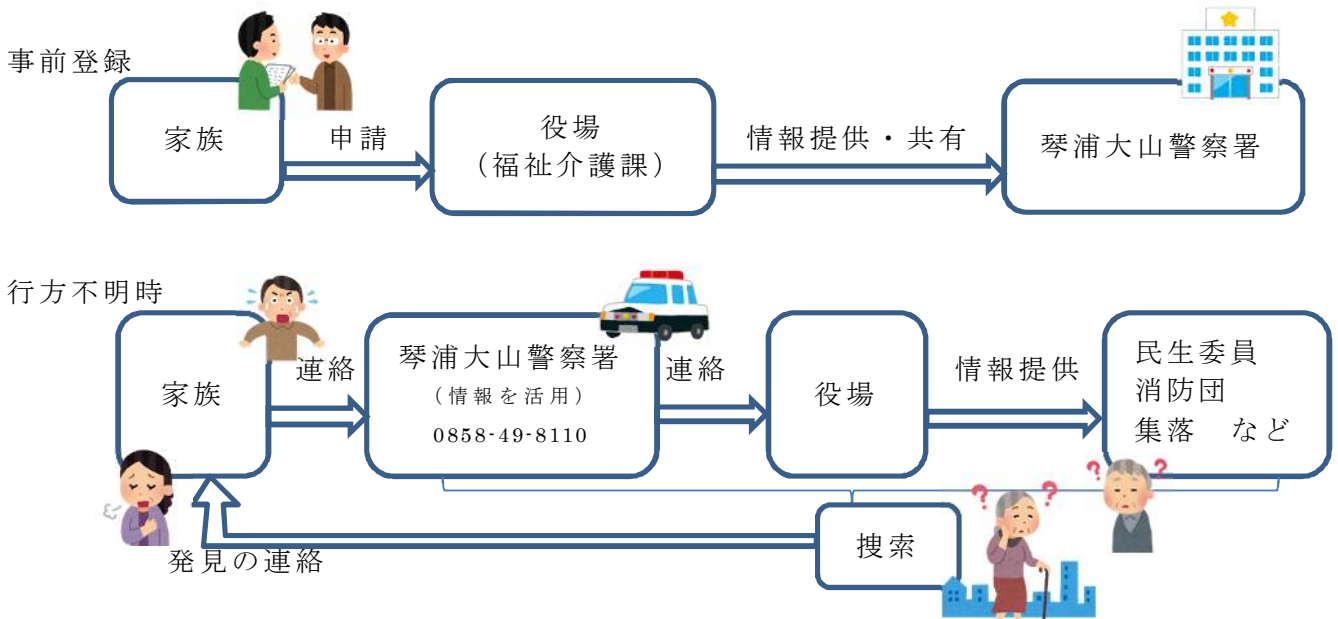 事前登録
家族
申請
役場
（福祉介護課）
情報提供・共有
琴浦大山警察署
行方不明時
家族
連絡
琴浦大山警察署
（情報を活用）
0858-49-8110
連絡
役場
情報提供
民生委員
消防団
集落　など
? ?
? ?
捜索
発見の連絡